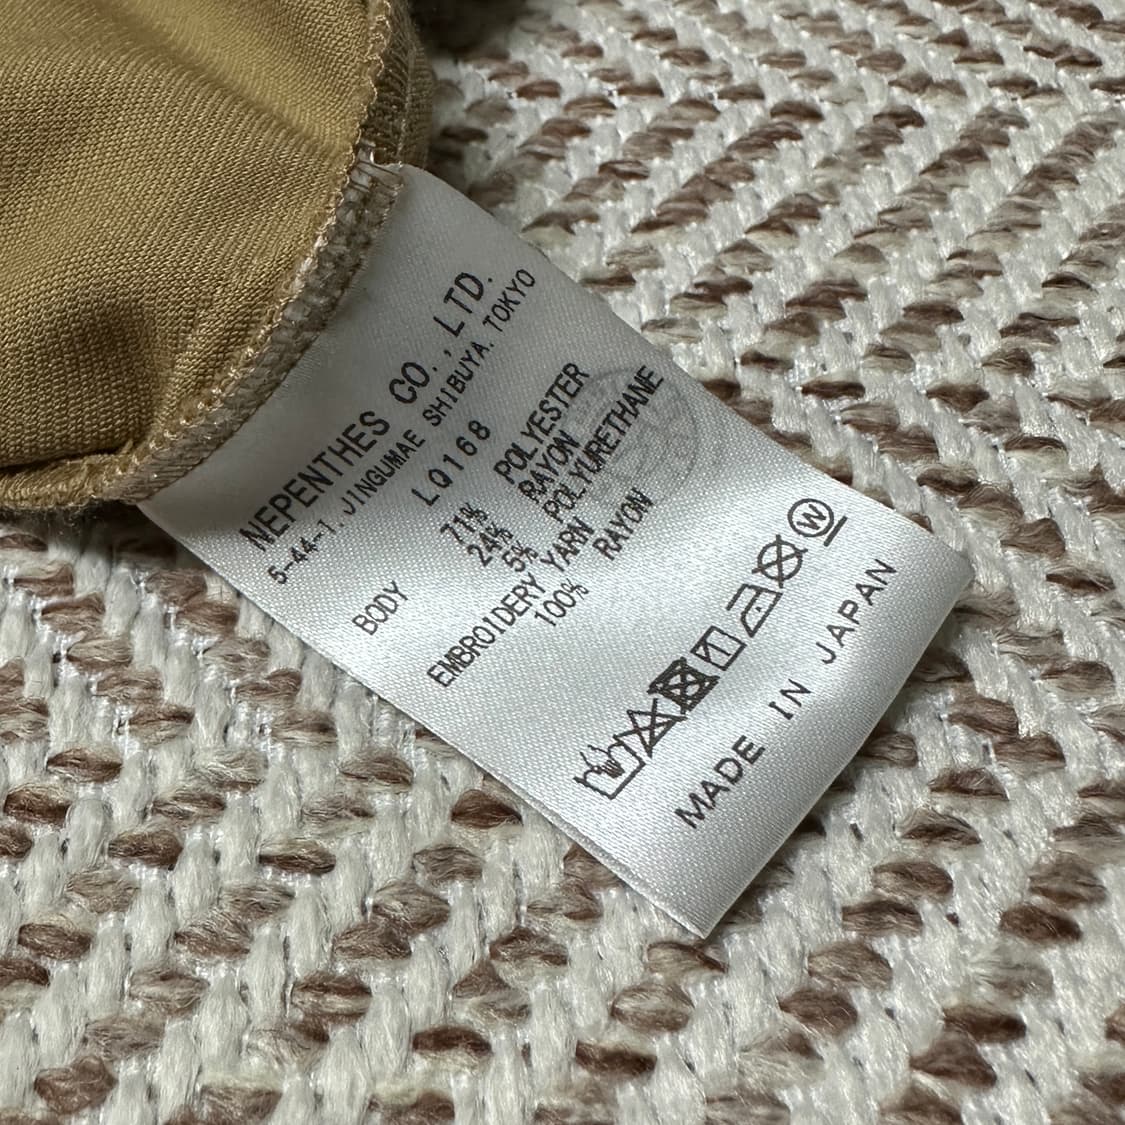 NEPENTHES CO., LTD.
5-44-1, JINGUMAE SHIBUYA, TOKYO
LQ168
BODY 71% POLYESTER
24% RAYON
5% POLYURETHANE
EMBROIDERY YARN
100% RAYON
W
MADE IN JAPAN